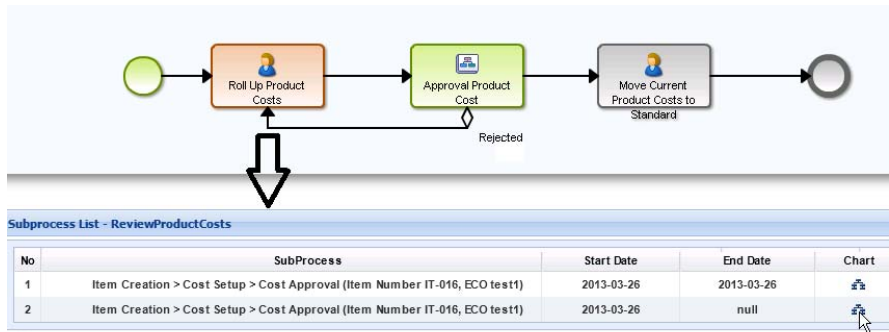 Roll Up Product
Costs
Approval Product
Cost
Move Current
Product Costs to
Standard
Rejected
Subprocess List - ReviewProductCosts
No SubProcess Start Date End Date Chart
1 Item Creation > Cost Setup > Cost Approval (Item Number IT-016, ECO test1) 2013-03-26 2013-03-26
2 Item Creation > Cost Setup > Cost Approval (Item Number IT-016, ECO test1) 2013-03-26 null